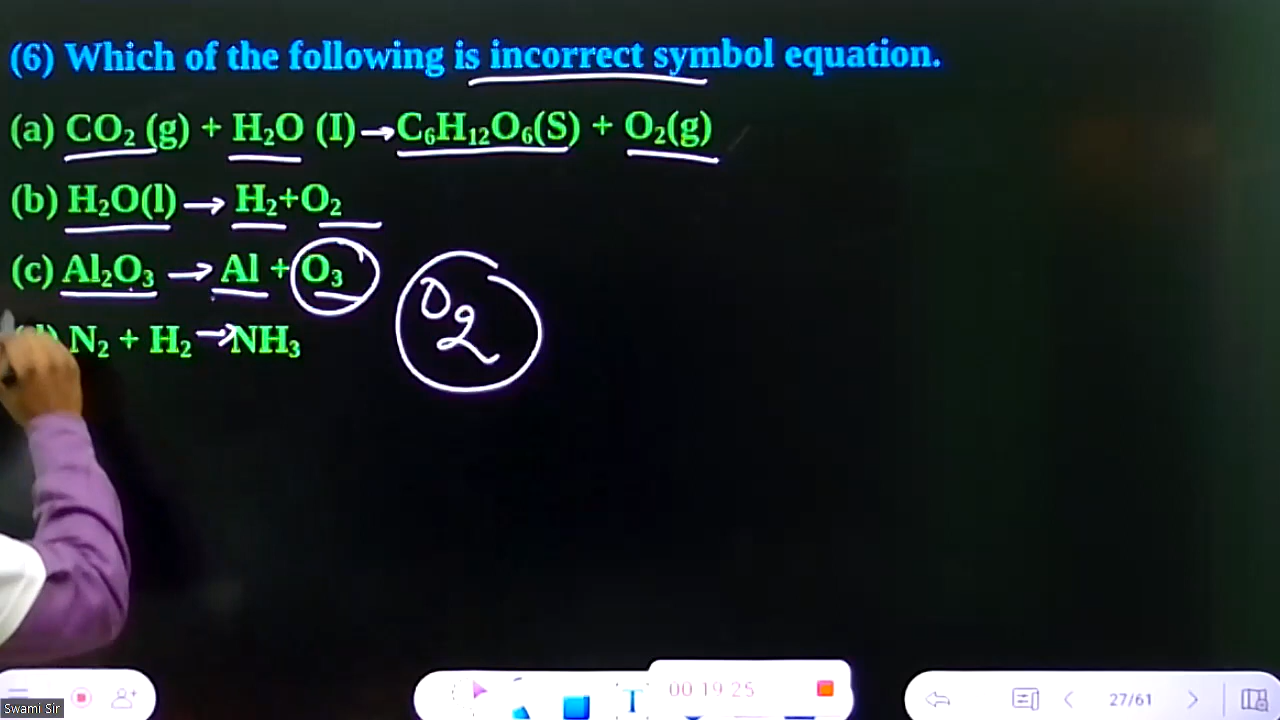 (6) Which of the following is incorrect symbol equation.
(a) CO₂ (g) + H₂O (I) → C₆H₁₂O₆(S) + O₂(g)
(b) H₂O(l) → H₂+O₂
(c) Al₂O₃ → Al + O₃
O₂
N₂ + H₂ → NH₃
00:19:25
T
27/61
Swami Sir